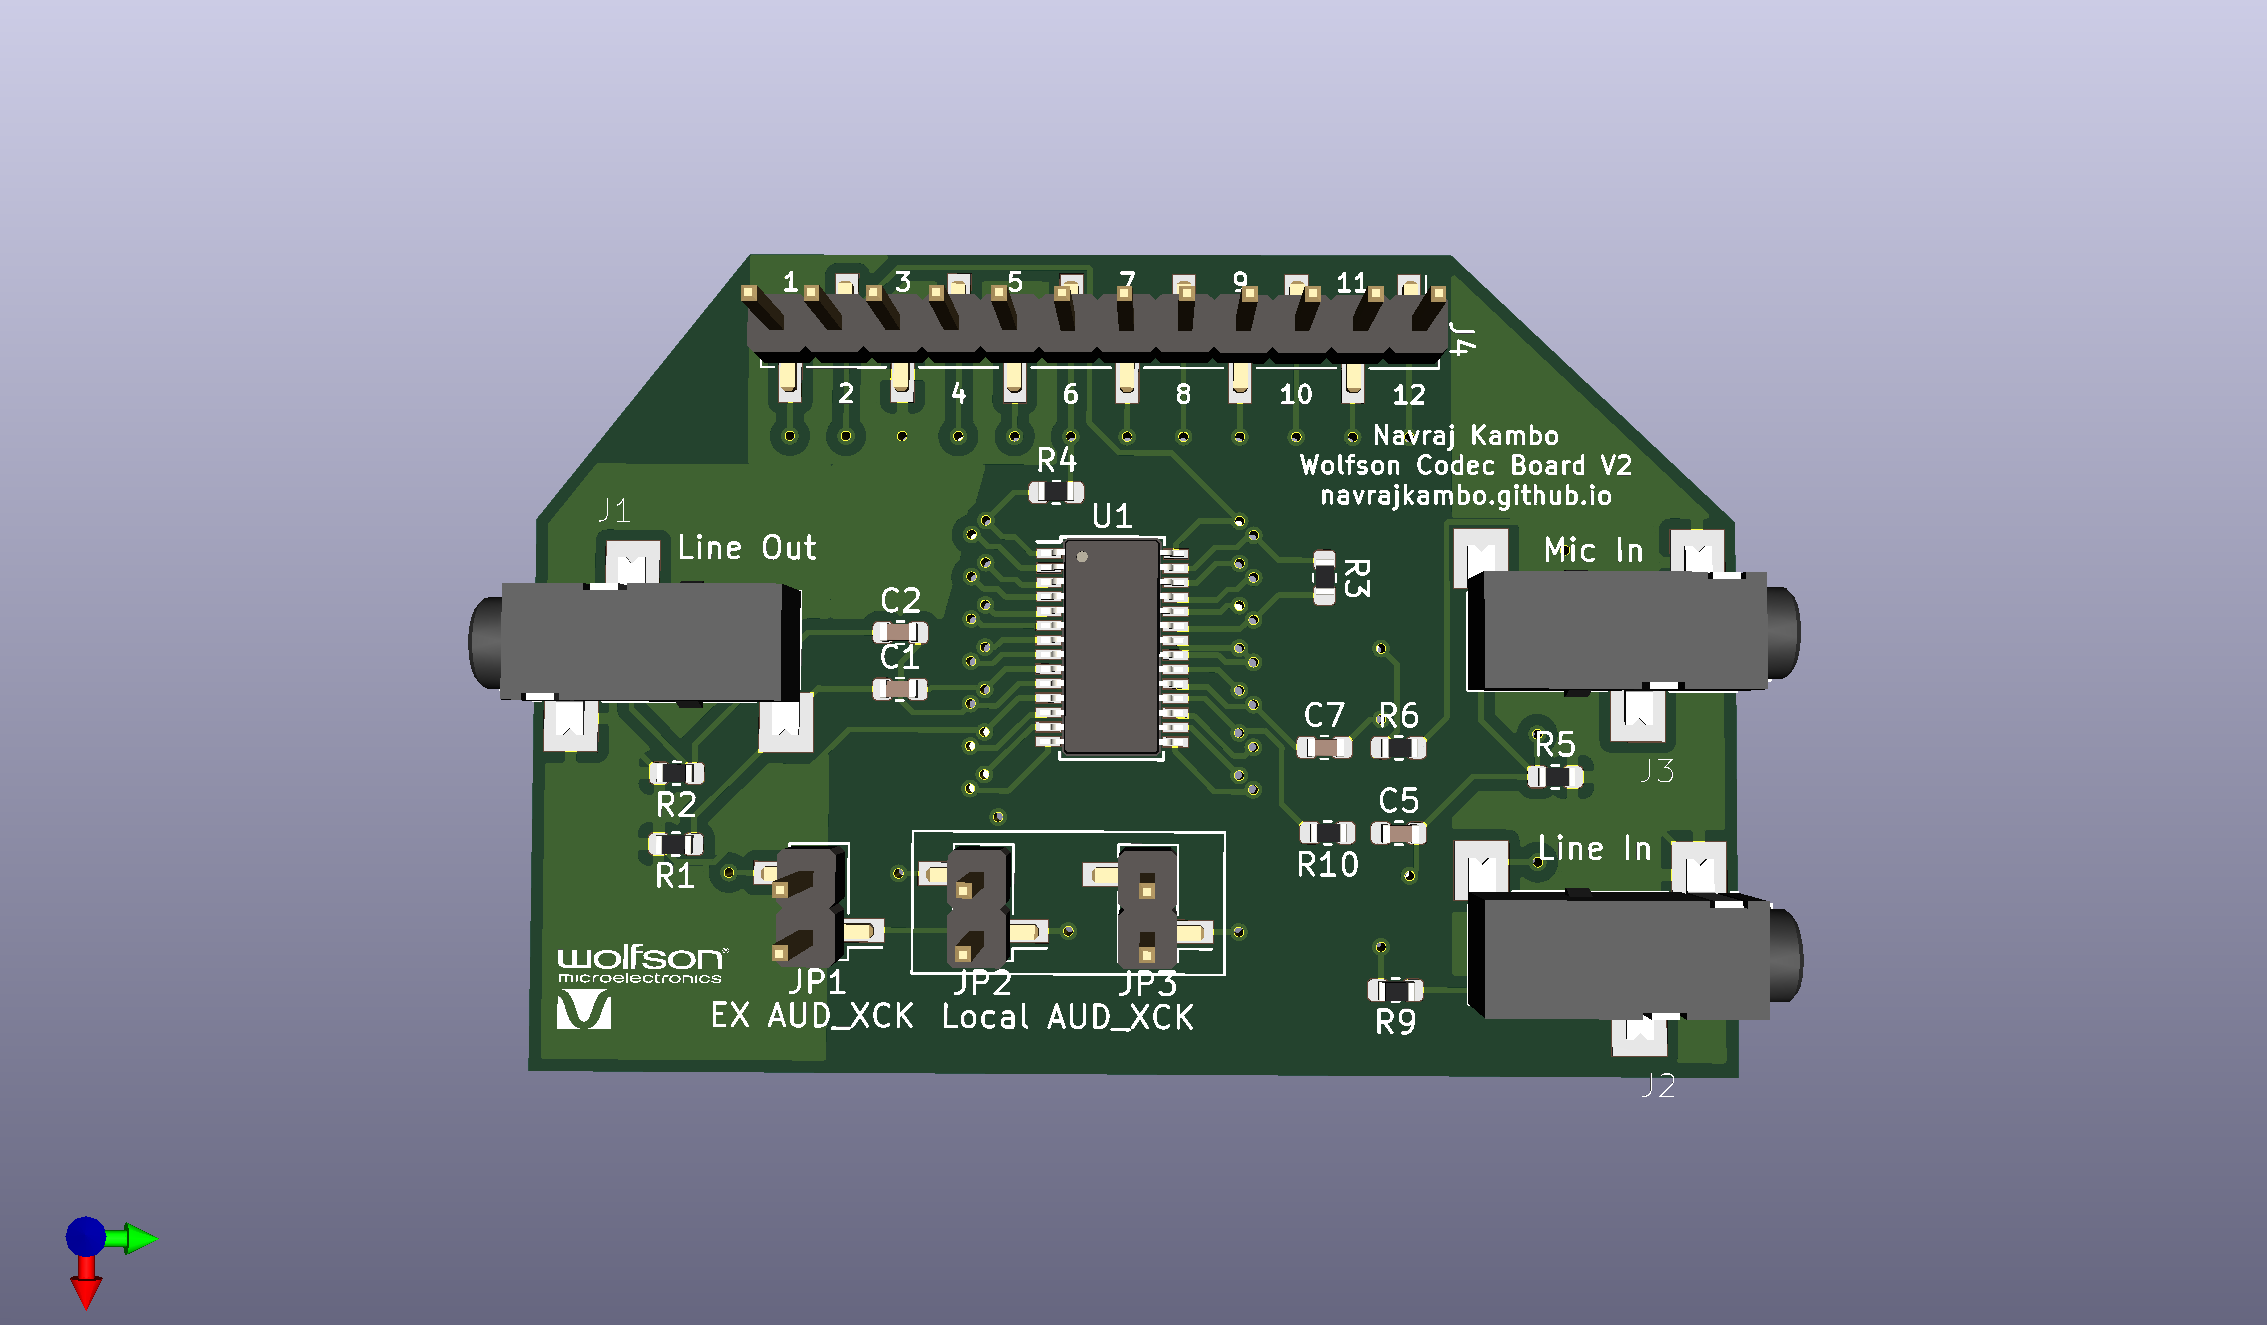 1 3 5 7 9 11
J4
2 4 6 8 10 12
Navraj Kambo
Wolfson Codec Board V2
navrajkambo.github.io
R4
J1
U1
Line Out
Mic In
R3
C2
C1
C7 R6
R5
J3
R2
C5
R1
R10
Line In
wolfson®
microelectronics
JP1 JP2 JP3
EX AUD_XCK Local AUD_XCK
R9
J2